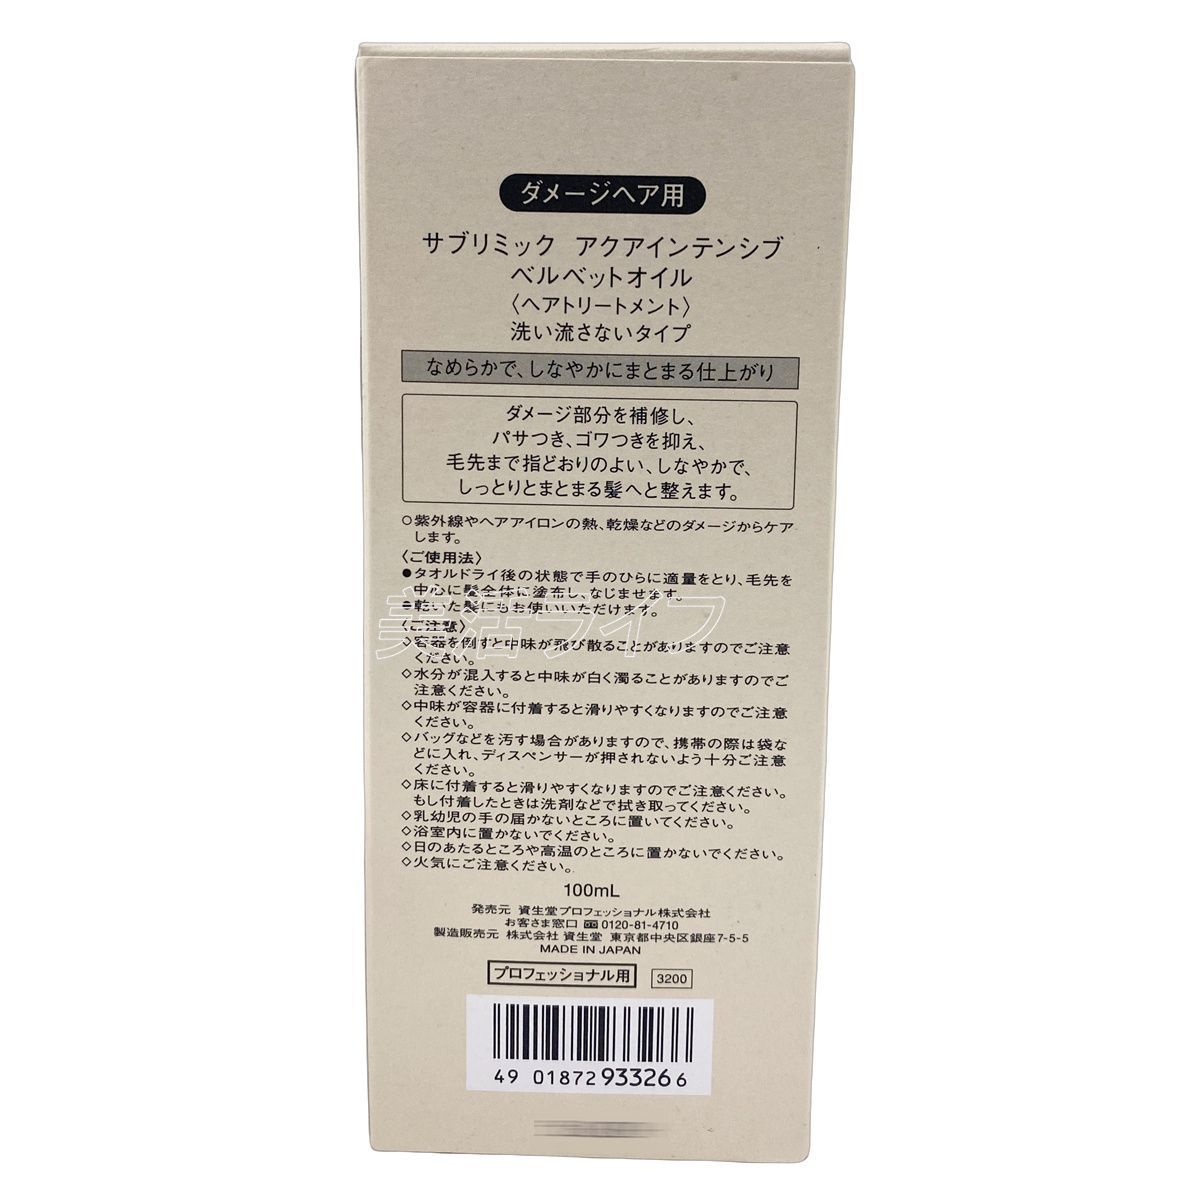 ダメージヘア用
サブリミック アクアインテンシブ
ベルベットオイル
〈ヘアトリートメント〉
洗い流さないタイプ
なめらかで、しなやかにまとまる仕上がり
ダメージ部分を補修し、
パサつき、ゴワつきを抑え、
毛先まで指どおりのよい、しなやかで、
しっとりとまとまる髪へと整えます。
○紫外線やヘアアイロンの熱、乾燥などのダメージからケア
します。
〈ご使用法〉
●タオルドライ後の状態で手のひらに適量をとり、毛先を
中心に髪全体に塗布し、なじませます。
●乾いた髪にもお使いいただけます。
美活ライフ
〈ご注意〉
◇容器を倒すと中味が飛び散ることがありますのでご注意
ください。
◇水分が混入すると中味が白く濁ることがありますのでご
注意ください。
◇中味が容器に付着すると滑りやすくなりますのでご注意
ください。
◇バッグなどを汚す場合がありますので、携帯の際は袋な
どに入れ、ディスペンサーが押されないよう十分ご注意
ください。
◇床に付着すると滑りやすくなりますのでご注意ください。
もし付着したときは洗剤などで拭き取ってください。
◇乳幼児の手の届かないところに置いてください。
◇浴室内に置かないでください。
◇日のあたるところや高温のところに置かないでください。
◇火気にご注意ください。
100mL
発売元 資生堂プロフェッショナル株式会社
お客さま窓口 0120-81-4710
製造販売元 株式会社 資生堂 東京都中央区銀座7-5-5
MADE IN JAPAN
プロフェッショナル用 3200
49 01872 933266